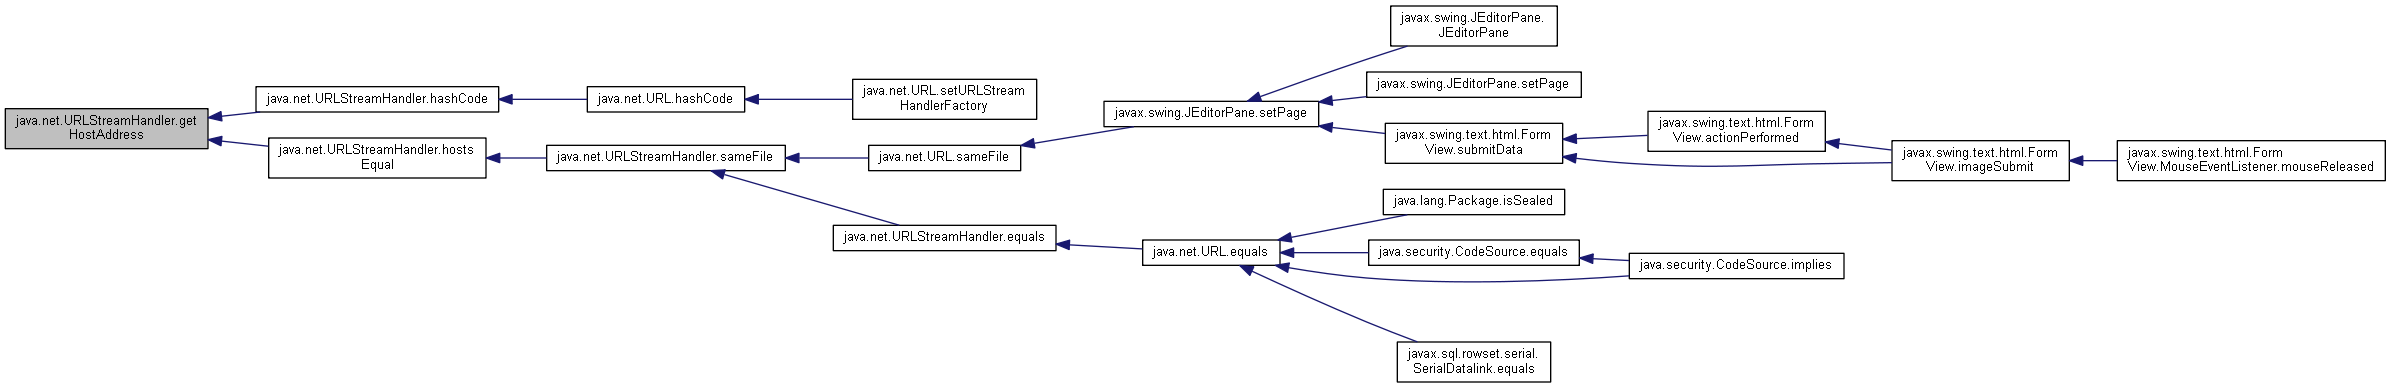 java.net.URLStreamHandler.get
HostAddress
java.net.URLStreamHandler.hashCode
java.net.URL.hashCode
java.net.URL.setURLStream
HandlerFactory
java.net.URLStreamHandler.hosts
Equal
java.net.URLStreamHandler.sameFile
java.net.URL.sameFile
javax.swing.JEditorPane.setPage
javax.swing.JEditorPane.
JEditorPane
javax.swing.JEditorPane.setPage
javax.swing.text.html.Form
View.submitData
javax.swing.text.html.Form
View.actionPerformed
javax.swing.text.html.Form
View.imageSubmit
javax.swing.text.html.Form
View.MouseEventListener.mouseReleased
java.net.URLStreamHandler.equals
java.net.URL.equals
java.lang.Package.isSealed
java.security.CodeSource.equals
java.security.CodeSource.implies
javax.sql.rowset.serial.
SerialDatalink.equals